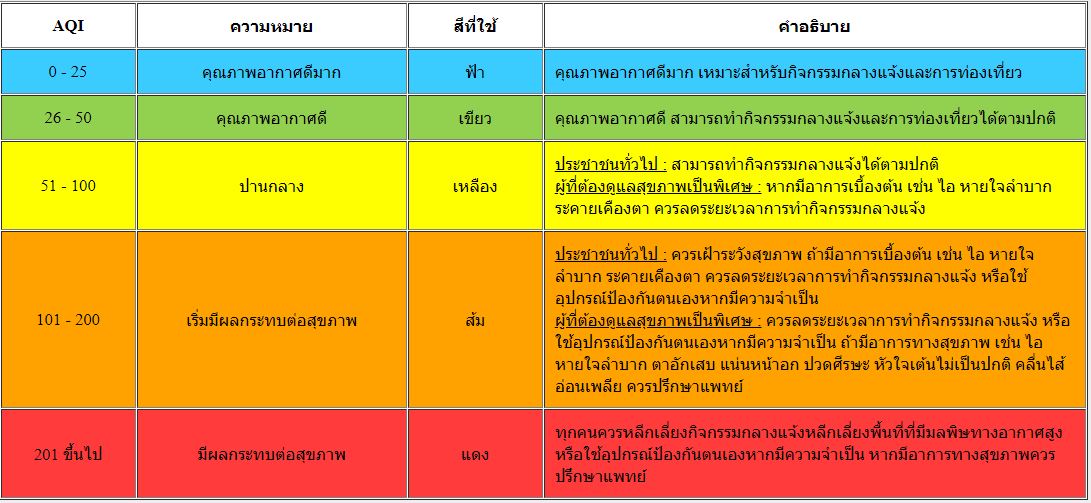 AQI ความหมาย สีที่ใช้ คำอธิบาย
0 - 25 คุณภาพอากาศดีมาก ฟ้า คุณภาพอากาศดีมาก เหมาะสำหรับกิจกรรมกลางแจ้งและการท่องเที่ยว
26 - 50 คุณภาพอากาศดี เขียว คุณภาพอากาศดี สามารถทำกิจกรรมกลางแจ้งและการท่องเที่ยวได้ตามปกติ
51 - 100 ปานกลาง เหลือง
ประชาชนทั่วไป : สามารถทำกิจกรรมกลางแจ้งได้ตามปกติ
ผู้ที่ต้องดูแลสุขภาพเป็นพิเศษ : หากมีอาการเบื้องต้น เช่น ไอ หายใจลำบาก
ระคายเคืองตา ควรลดระยะเวลาการทำกิจกรรมกลางแจ้ง
101 - 200 เริ่มมีผลกระทบต่อสุขภาพ ส้ม
ประชาชนทั่วไป : ควรเฝ้าระวังสุขภาพ ถ้ามีอาการเบื้องต้น เช่น ไอ หายใจ
ลำบาก ระคายเคืองตา ควรลดระยะเวลาการทำกิจกรรมกลางแจ้ง หรือใช้
อุปกรณ์ป้องกันตนเองหากมีความจำเป็น
ผู้ที่ต้องดูแลสุขภาพเป็นพิเศษ : ควรลดระยะเวลาการทำกิจกรรมกลางแจ้ง หรือ
ใช้อุปกรณ์ป้องกันตนเองหากมีความจำเป็น ถ้ามีอาการทางสุขภาพ เช่น ไอ
หายใจลำบาก ตาอักเสบ แน่นหน้าอก ปวดศีรษะ หัวใจเต้นไม่เป็นปกติ คลื่นไส้
อ่อนเพลีย ควรปรึกษาแพทย์
201 ขึ้นไป มีผลกระทบต่อสุขภาพ แดง
ทุกคนควรหลีกเลี่ยงกิจกรรมกลางแจ้งหลีกเลี่ยงพื้นที่ที่มีมลพิษทางอากาศสูง
หรือใช้อุปกรณ์ป้องกันตนเองหากมีความจำเป็น หากมีอาการทางสุขภาพควร
ปรึกษาแพทย์